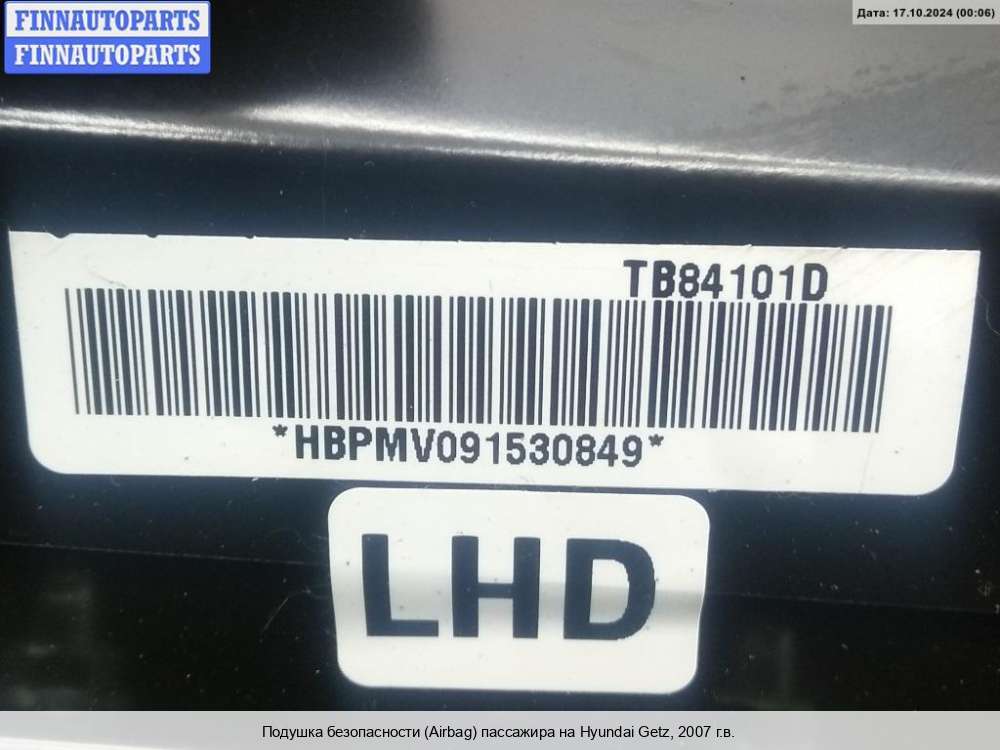 FINNAUTOPARTS
FINNAUTOPARTS
Дата: 17.10.2024 (00:06)
TB84101D
*HBPMV091530849*
LHD
Подушка безопасности (Airbag) пассажира на Hyundai Getz, 2007 г.в.